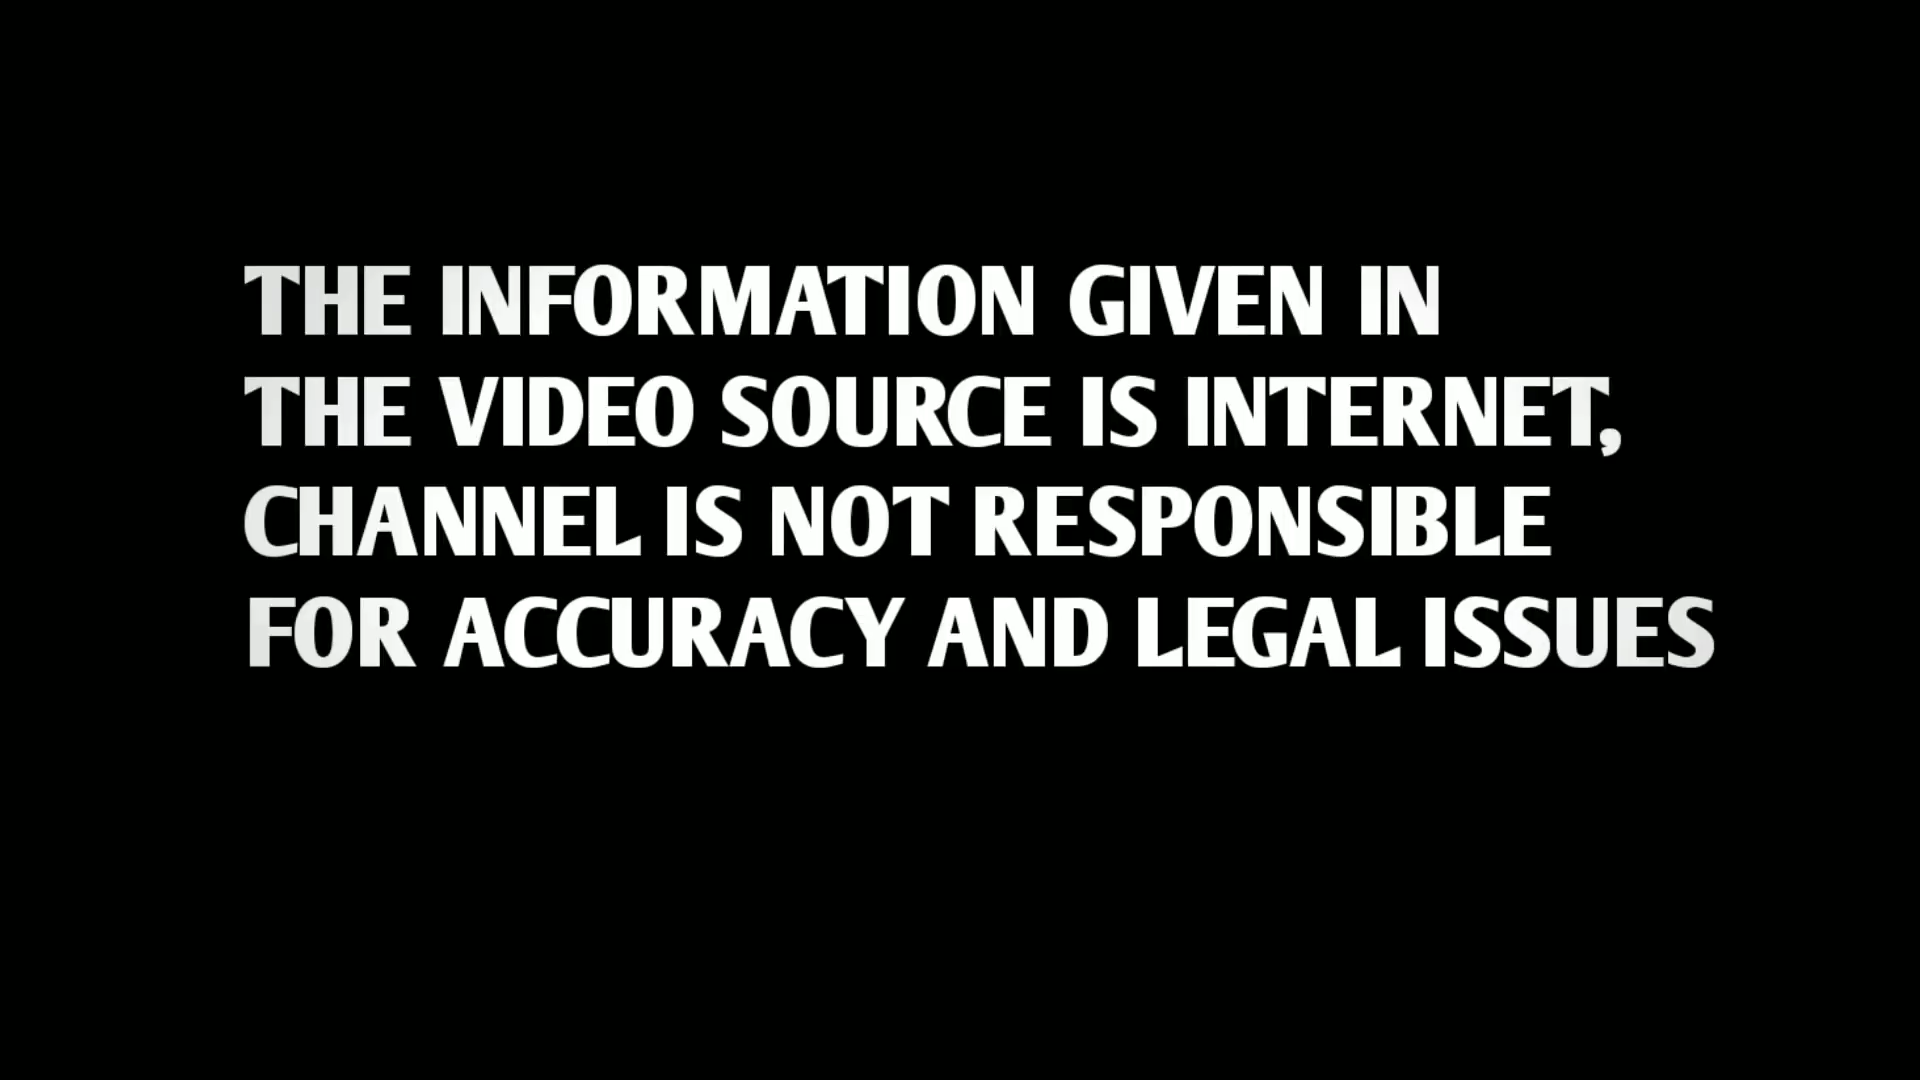 THE INFORMATION GIVEN IN
THE VIDEO SOURCE IS INTERNET,
CHANNEL IS NOT RESPONSIBLE
FOR ACCURACY AND LEGAL ISSUES